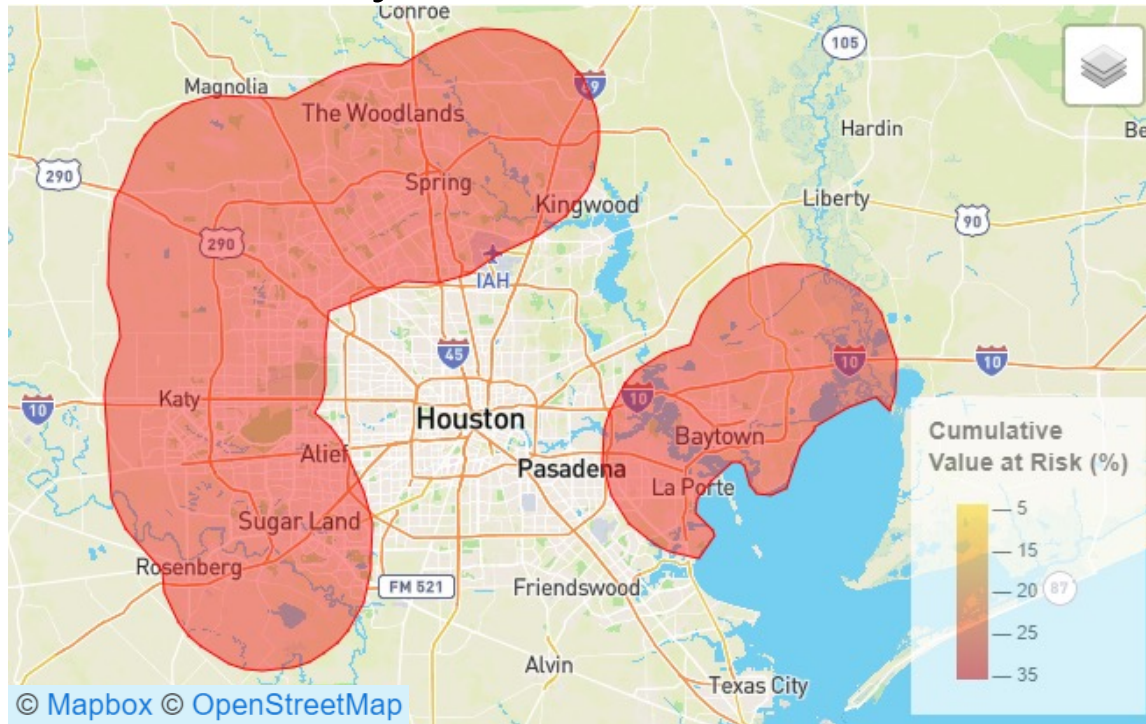 Conroe
105
Magnolia
69
The Woodlands
Hardin
290
Spring
Kingwood
Liberty
90
290
IAH
45
10
10
10
Katy
10
Houston
Baytown
Cumulative
Value at Risk (%)
Alief
Pasadena
La Porte
5
Sugar Land
15
Rosenberg
FM 521
Friendswood
20
87
25
Alvin
35
Texas City
© Mapbox © OpenStreetMap